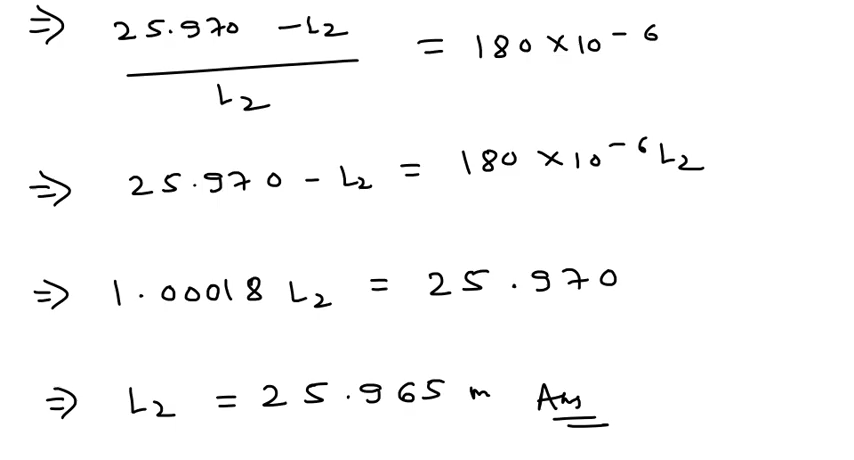 ⇒ 25.970 - L₂ / L₂ = 180 × 10⁻⁶
⇒ 25.970 - L₂ = 180 × 10⁻⁶ L₂
⇒ 1.00018 L₂ = 25.970
⇒ L₂ = 25.965 m Ans